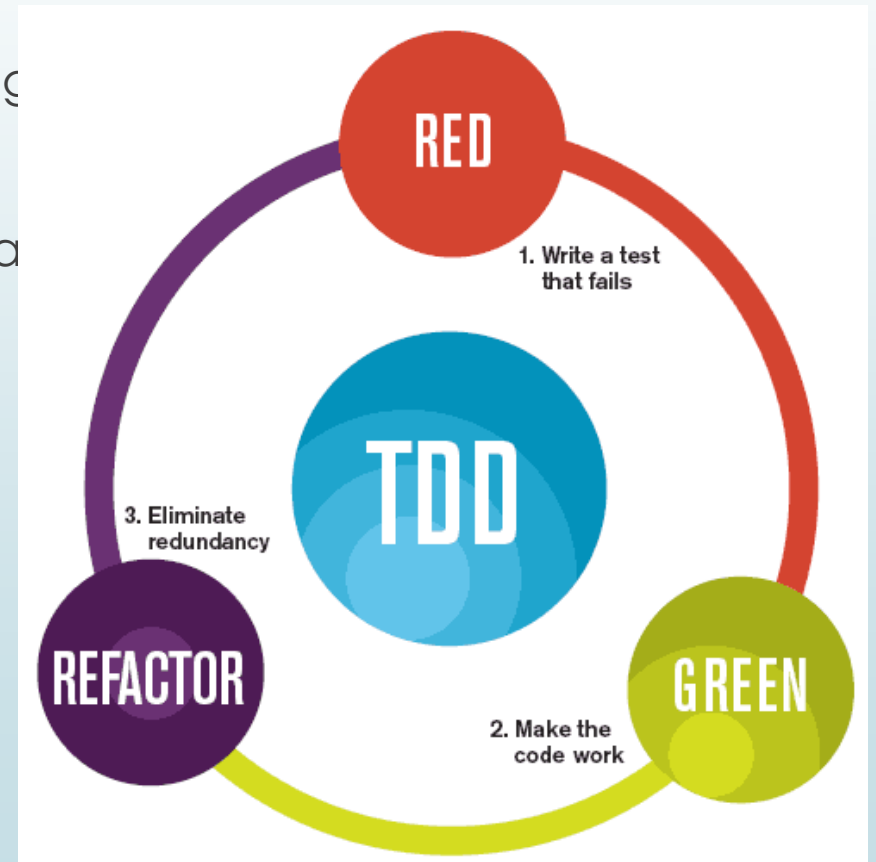 RED
1. Write a test
that fails
TDD
3. Eliminate
redundancy
REFACTOR
GREEN
2. Make the
code work